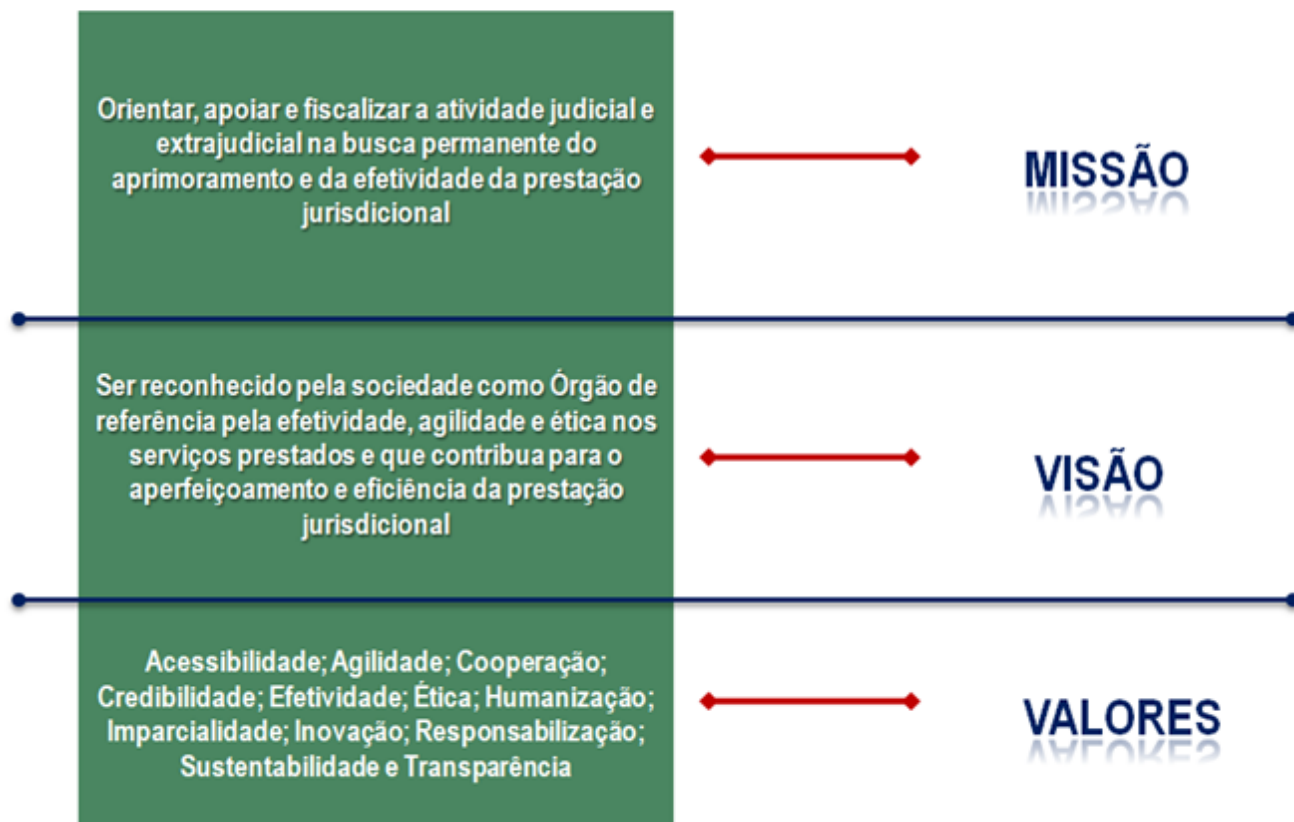 Orientar, apoiar e fiscalizar a atividade judicial e
extrajudicial na busca permanente do
aprimoramento e da efetividade da prestação
jurisdicional
MISSÃO
Ser reconhecido pela sociedade como Órgão de
referência pela efetividade, agilidade e ética nos
serviços prestados e que contribua para o
aperfeiçoamento e eficiência da prestação
jurisdicional
VISÃO
Acessibilidade; Agilidade; Cooperação;
Credibilidade; Efetividade; Ética; Humanização;
Imparcialidade; Inovação; Responsabilização;
Sustentabilidade e Transparência
VALORES